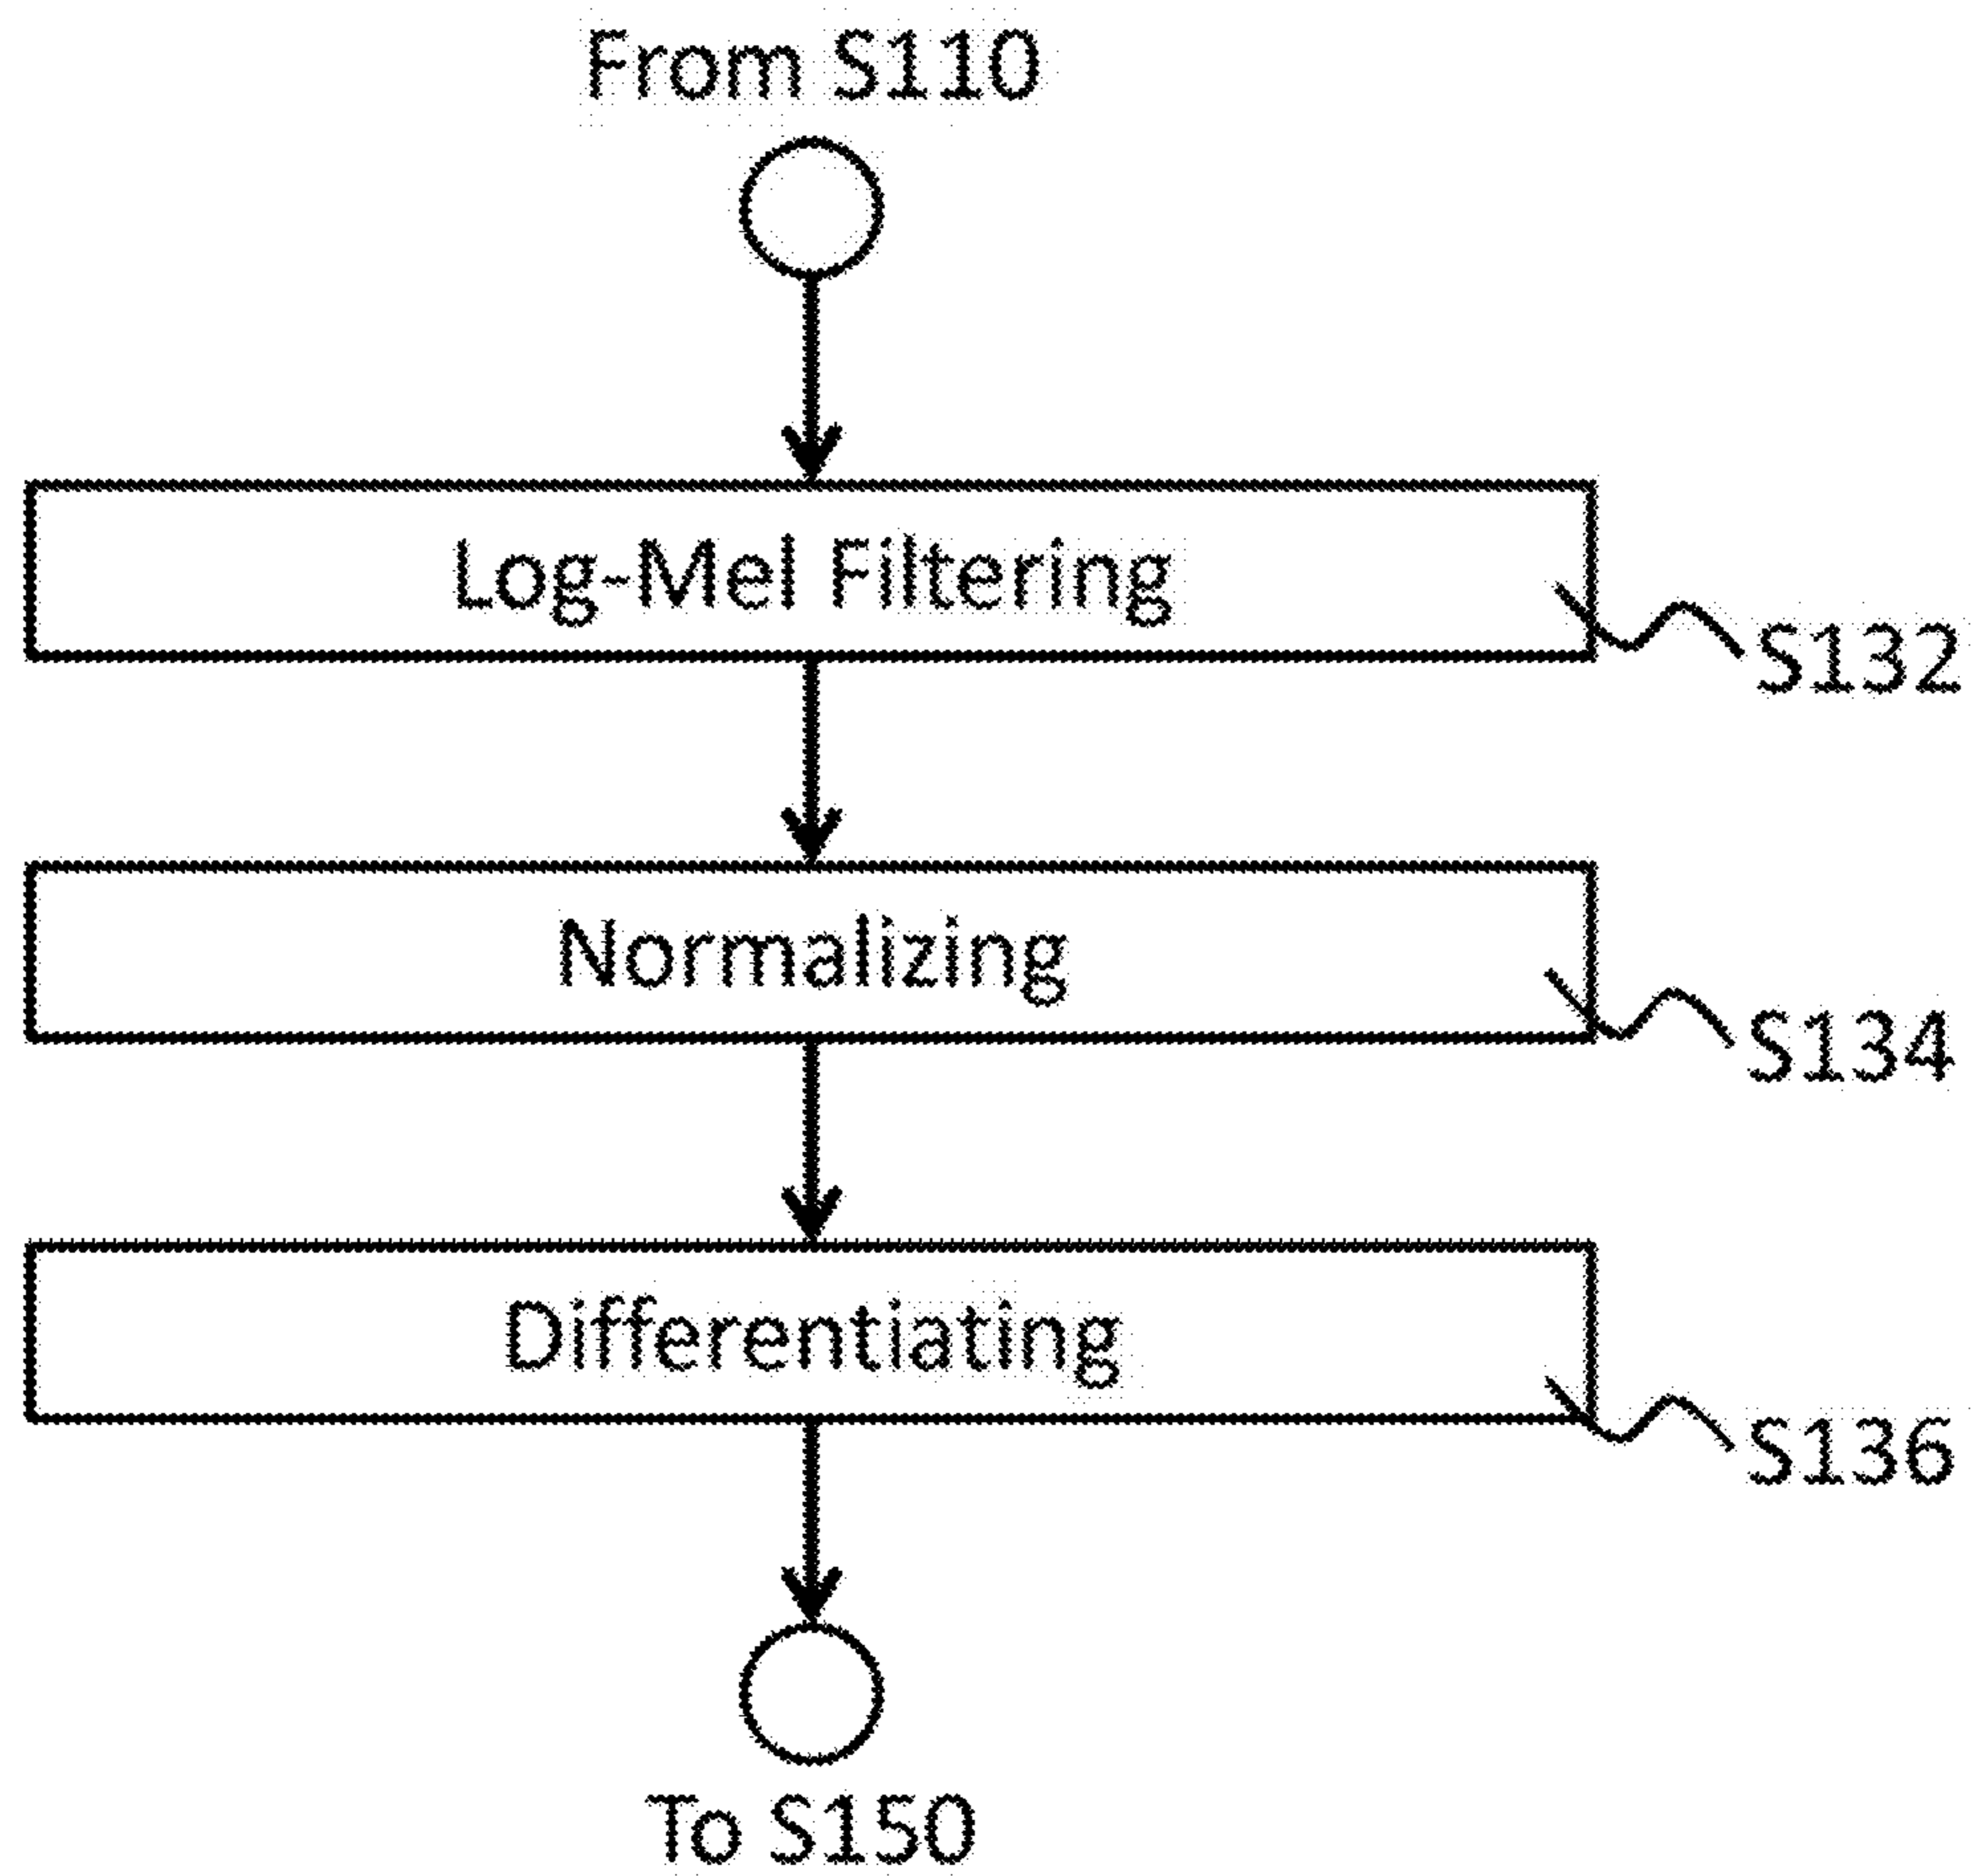 From S110
Log-Mel Filtering
S132
Normalizing
S134
Differentiating
S136
To S150